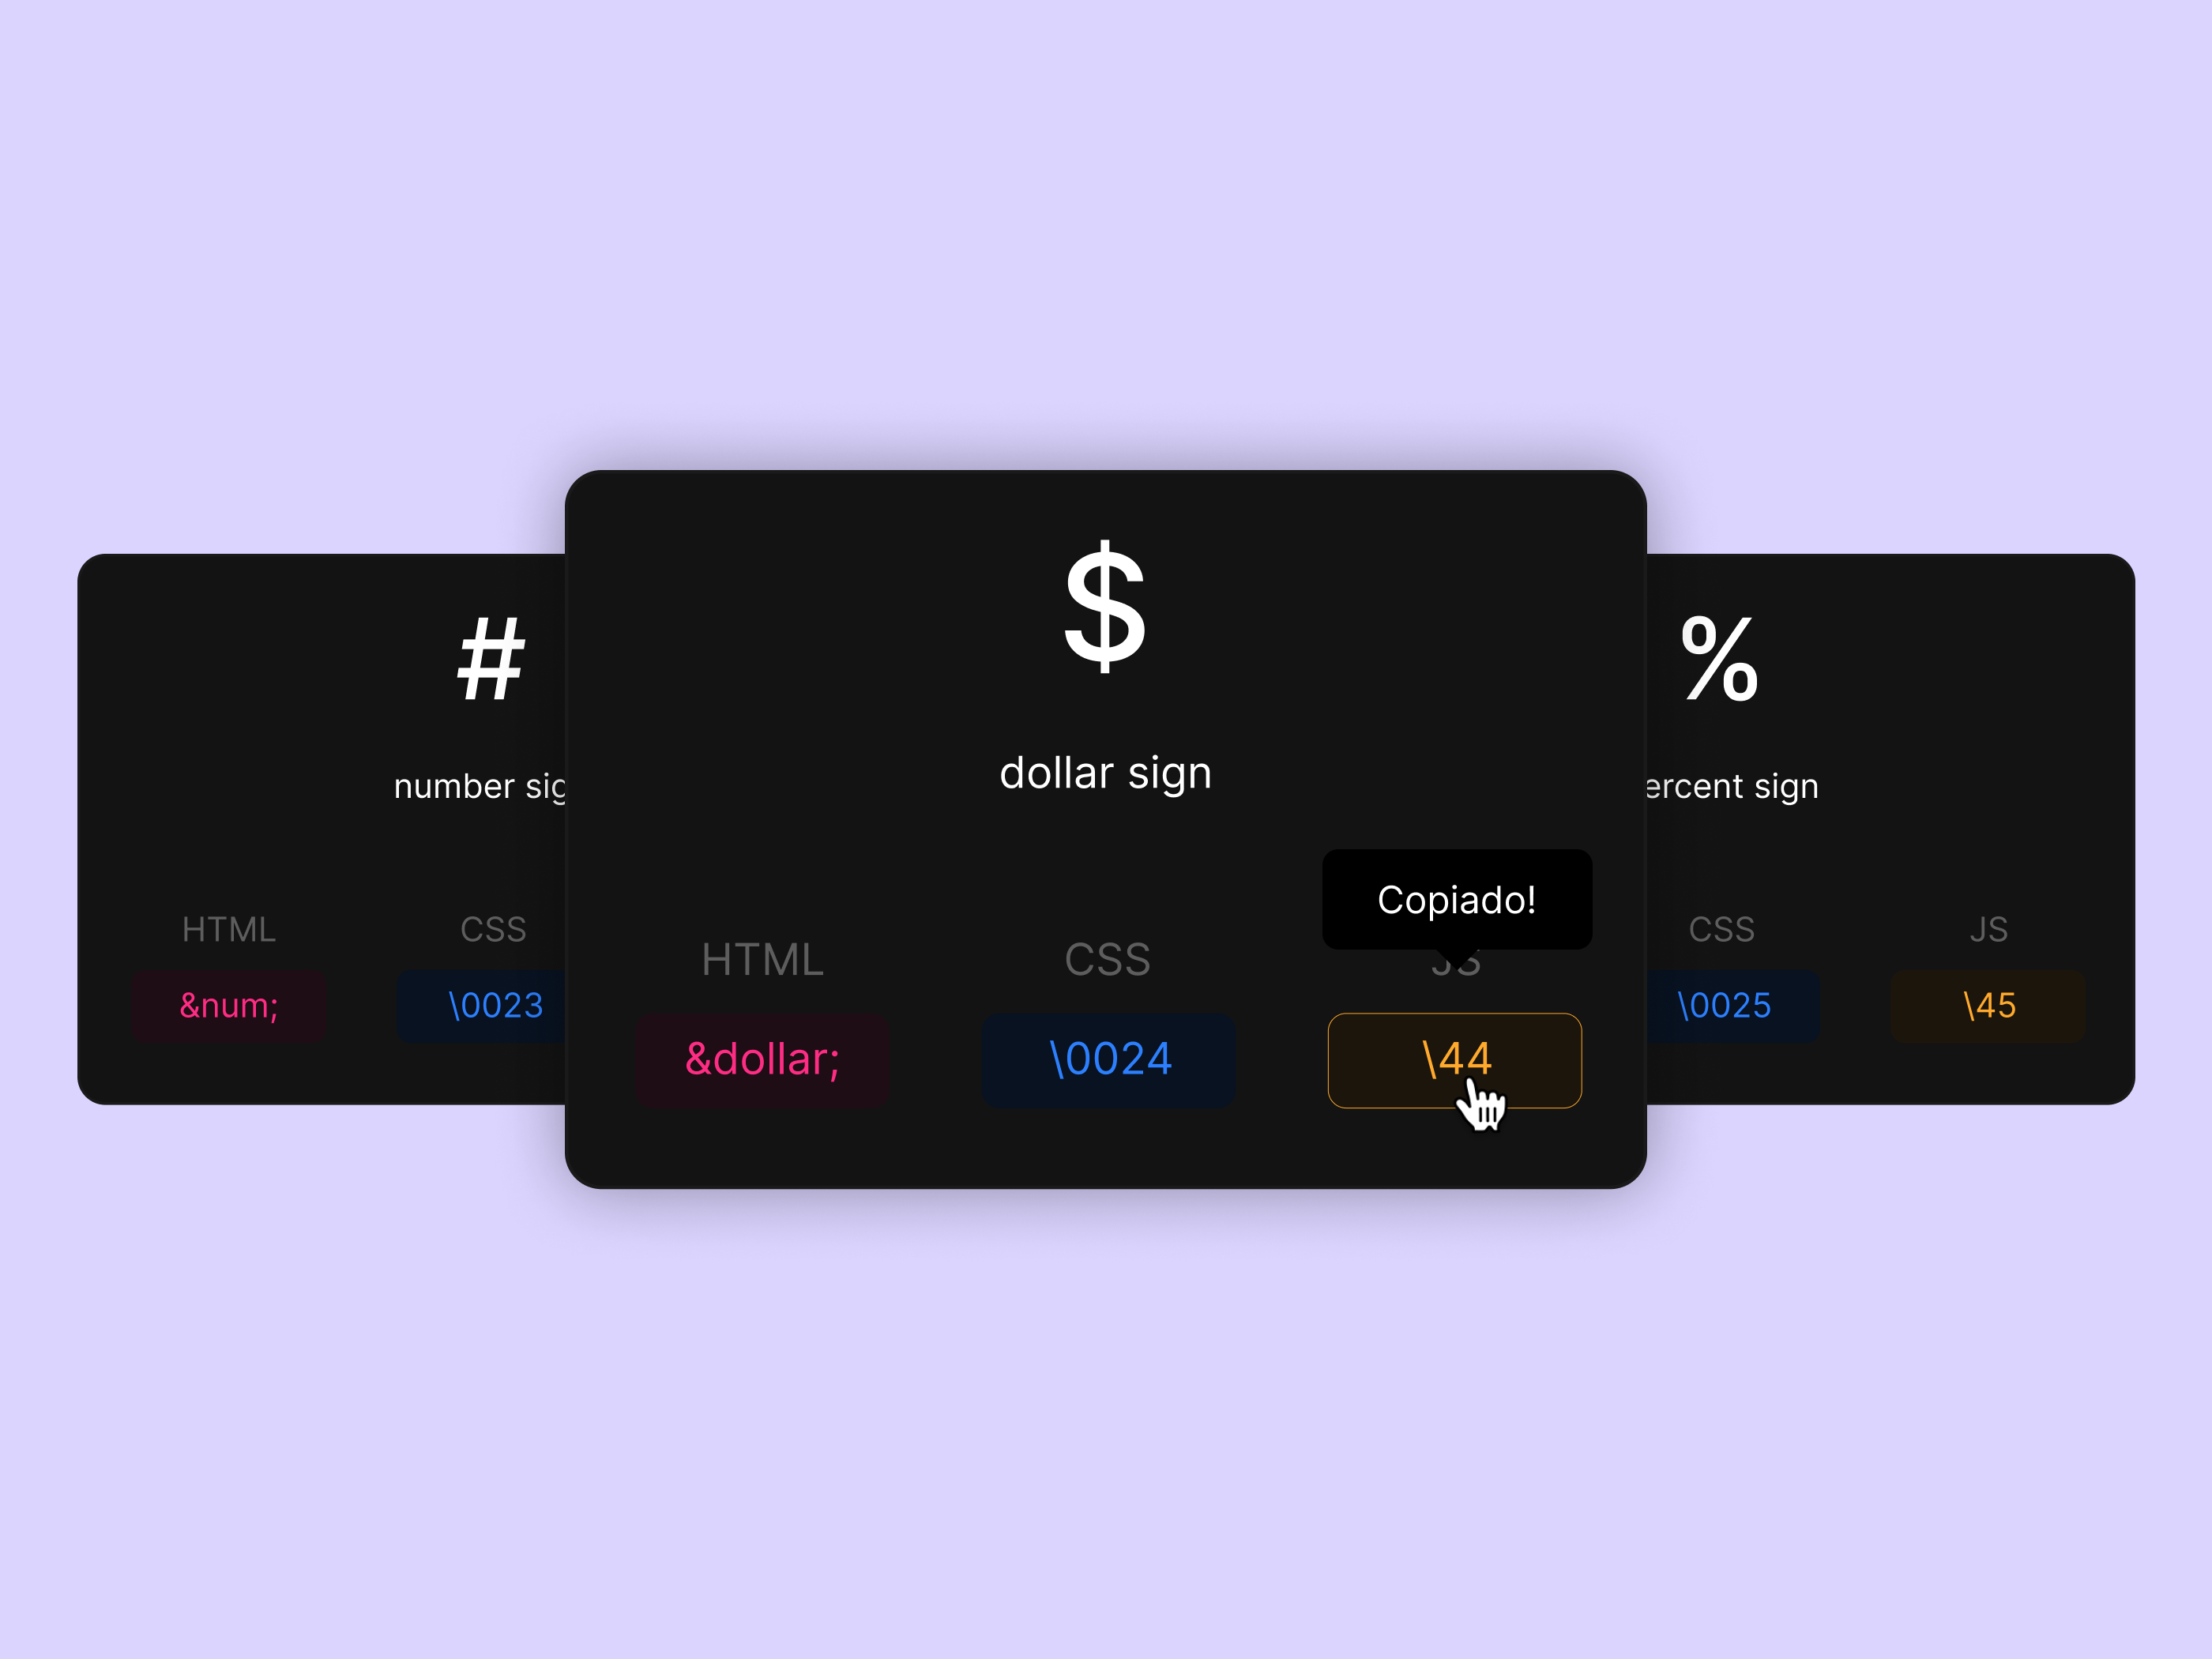 #
number sig
HTML
CSS
&num;
\0023
$
dollar sign
Copiado!
HTML
CSS
JS
&dollar;
\0024
\44
%
ercent sign
CSS
JS
\0025
\45